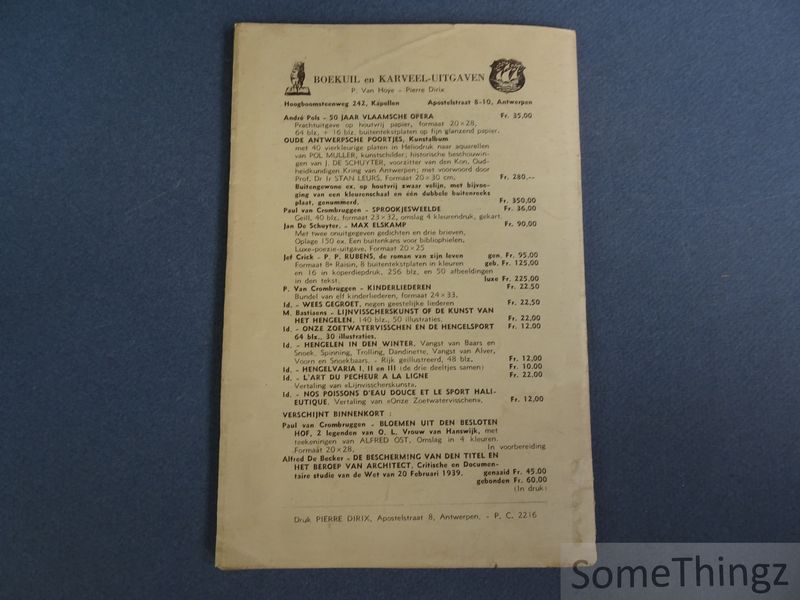 BOEKUIL en KARVEEL-UITGAVEN
P. Van Hoye - Pierre Dirix
Hoogboomsteenweg 242, Kapellen Apostelstraat 8-10, Antwerpen
André Pols - 50 JAAR VLAAMSCHE OPERA Fr. 35,00
Prachtuitgave op houtvrij papier, formaat 20×28,
64 blz. + 16 blz. buitentekstplaten op fijn glanzend papier.
OUDE ANTWERPSCHE POORTJES, Kunstalbum
met 40 vierkleurige platen in Heliodruk naar aquarellen
van POL MULLER, kunstschilder; historische beschouwin-
gen van J. DE SCHUYTER, voorzitter van den Kon. Oud-
heidkundigen Kring van Antwerpen; met voorwoord door
Prof. Dr Ir STAN LEURS. Formaat 20×30 cm. Fr. 280,--
Buitengewone ex. op houtvrij zwaar velijn, met bijvoe-
ging van een kleurenschaal en één dubbele buitenreeks
plaat, genummerd. Fr. 350,00
Paul van Crombruggen - SPROOKJESWEELDE Fr. 36,00
Geïll. 40 blz. formaat 23×32, omslag 4 kleurendruk, gekart.
Jan De Schuyter. - MAX ELSKAMP Fr. 90,00
Met twee onuitgegeven gedichten en drie brieven,
Oplage 150 ex. Een buitenkans voor bibliophielen.
Luxe-poëzie-uitgave. Formaat 20×25
Jef Crick - P. P. RUBENS, de roman van zijn leven gen. Fr. 95,00
Formaat 8° Raisin, 8 buitentekstplaten in kleuren geb. Fr. 125,00
en 16 in koperdiepdruk, 256 blz. en 50 afbeeldingen
in den tekst. luxe Fr. 225,00
P. Van Crombruggen - KINDERLIEDEREN Fr. 22.50
Bundel van elf kinderliederen, formaat 24×33.
Id. - WEES GEGROET, negen geestelijke liederen Fr. 22,50
M. Bastiaens - LIJNVISSCHERSKUNST OF DE KUNST VAN
HET HENGELEN, 140 blz., 50 illustraties. Fr. 22,00
Id. - ONZE ZOETWATERVISSCHEN EN DE HENGELSPORT Fr. 12.00
64 blz., 30 illustraties.
Id. - HENGELEN IN DEN WINTER, Vangst van Baars en
Snoek, Spinning, Trolling, Dandinette, Vangst van Alver,
Voorn en Snoekbaars. - Rijk geïllustreerd, 48 blz. Fr. 12,00
Id. - HENGELVARIA I, II en III (de drie deeltjes samen) Fr. 10.00
Id. - L'ART DU PECHEUR A LA LIGNE Fr. 22,00
Vertaling van «Lijnvisscherskunst».
Id. - NOS POISSONS D'EAU DOUCE ET LE SPORT HALI-
EUTIQUE, Vertaling van «Onze Zoetwatervisschen». Fr. 12,00
VERSCHIJNT BINNENKORT :
Paul van Crombruggen - BLOEMEN UIT DEN BESLOTEN
HOF, 2 legenden van O. L. Vrouw van Hanswijk, met
teekeningen van ALFRED OST, Omslag in 4 kleuren.
Formaat 20×28, In voorbereiding
Alfred De Becker - DE BESCHERMING VAN DEN TITEL EN
HET BEROEP VAN ARCHITECT, Critische en Documen-
taire studie van de Wet van 20 Februari 1939. genaaid Fr. 45.00
gebonden Fr. 60,00
(In druk)
Druk PIERRE DIRIX, Apostelstraat 8, Antwerpen. - P. C. 2216
SomeThingz